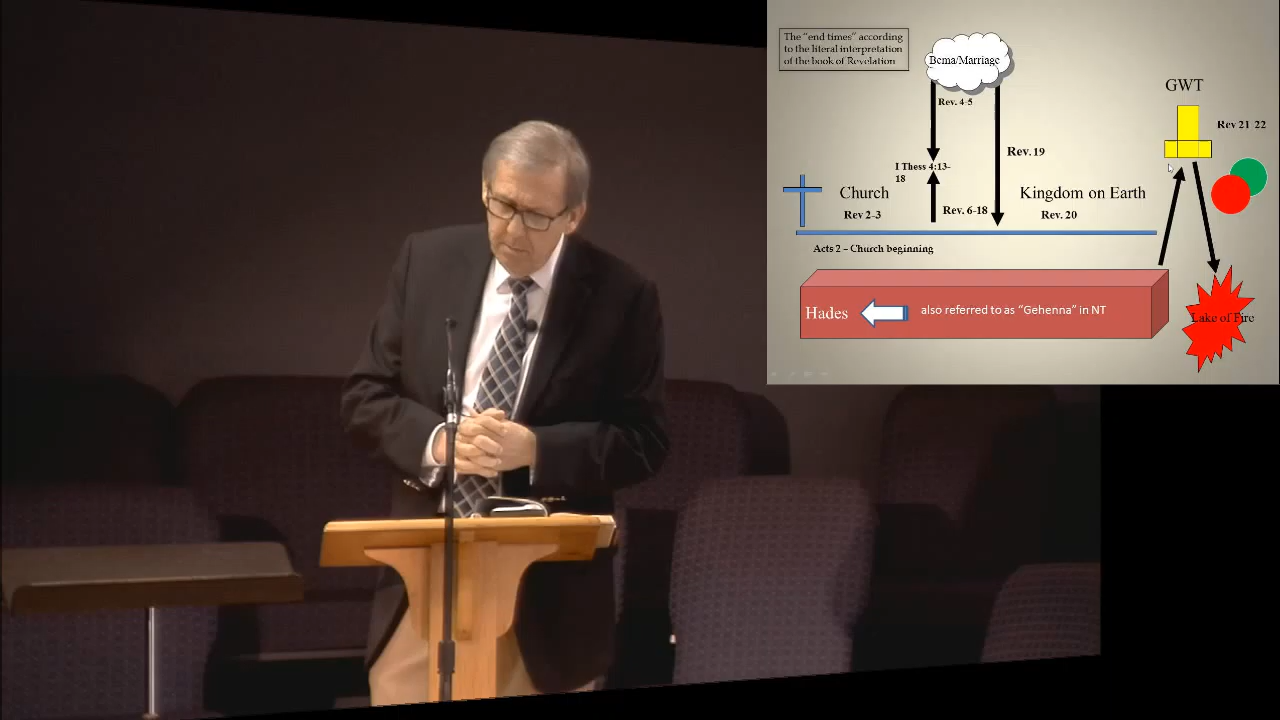 The "end times" according
to the literal interpretation
of the book of Revelation
Bema/Marriage
Rev. 4-5
GWT
Rev 21-22
Rev. 19
I Thess 4:13-
18
Church
Rev 2-3
Rev. 6-18
Kingdom on Earth
Rev. 20
Acts 2 – Church beginning
Hades
also referred to as "Gehenna" in NT
Lake of Fire